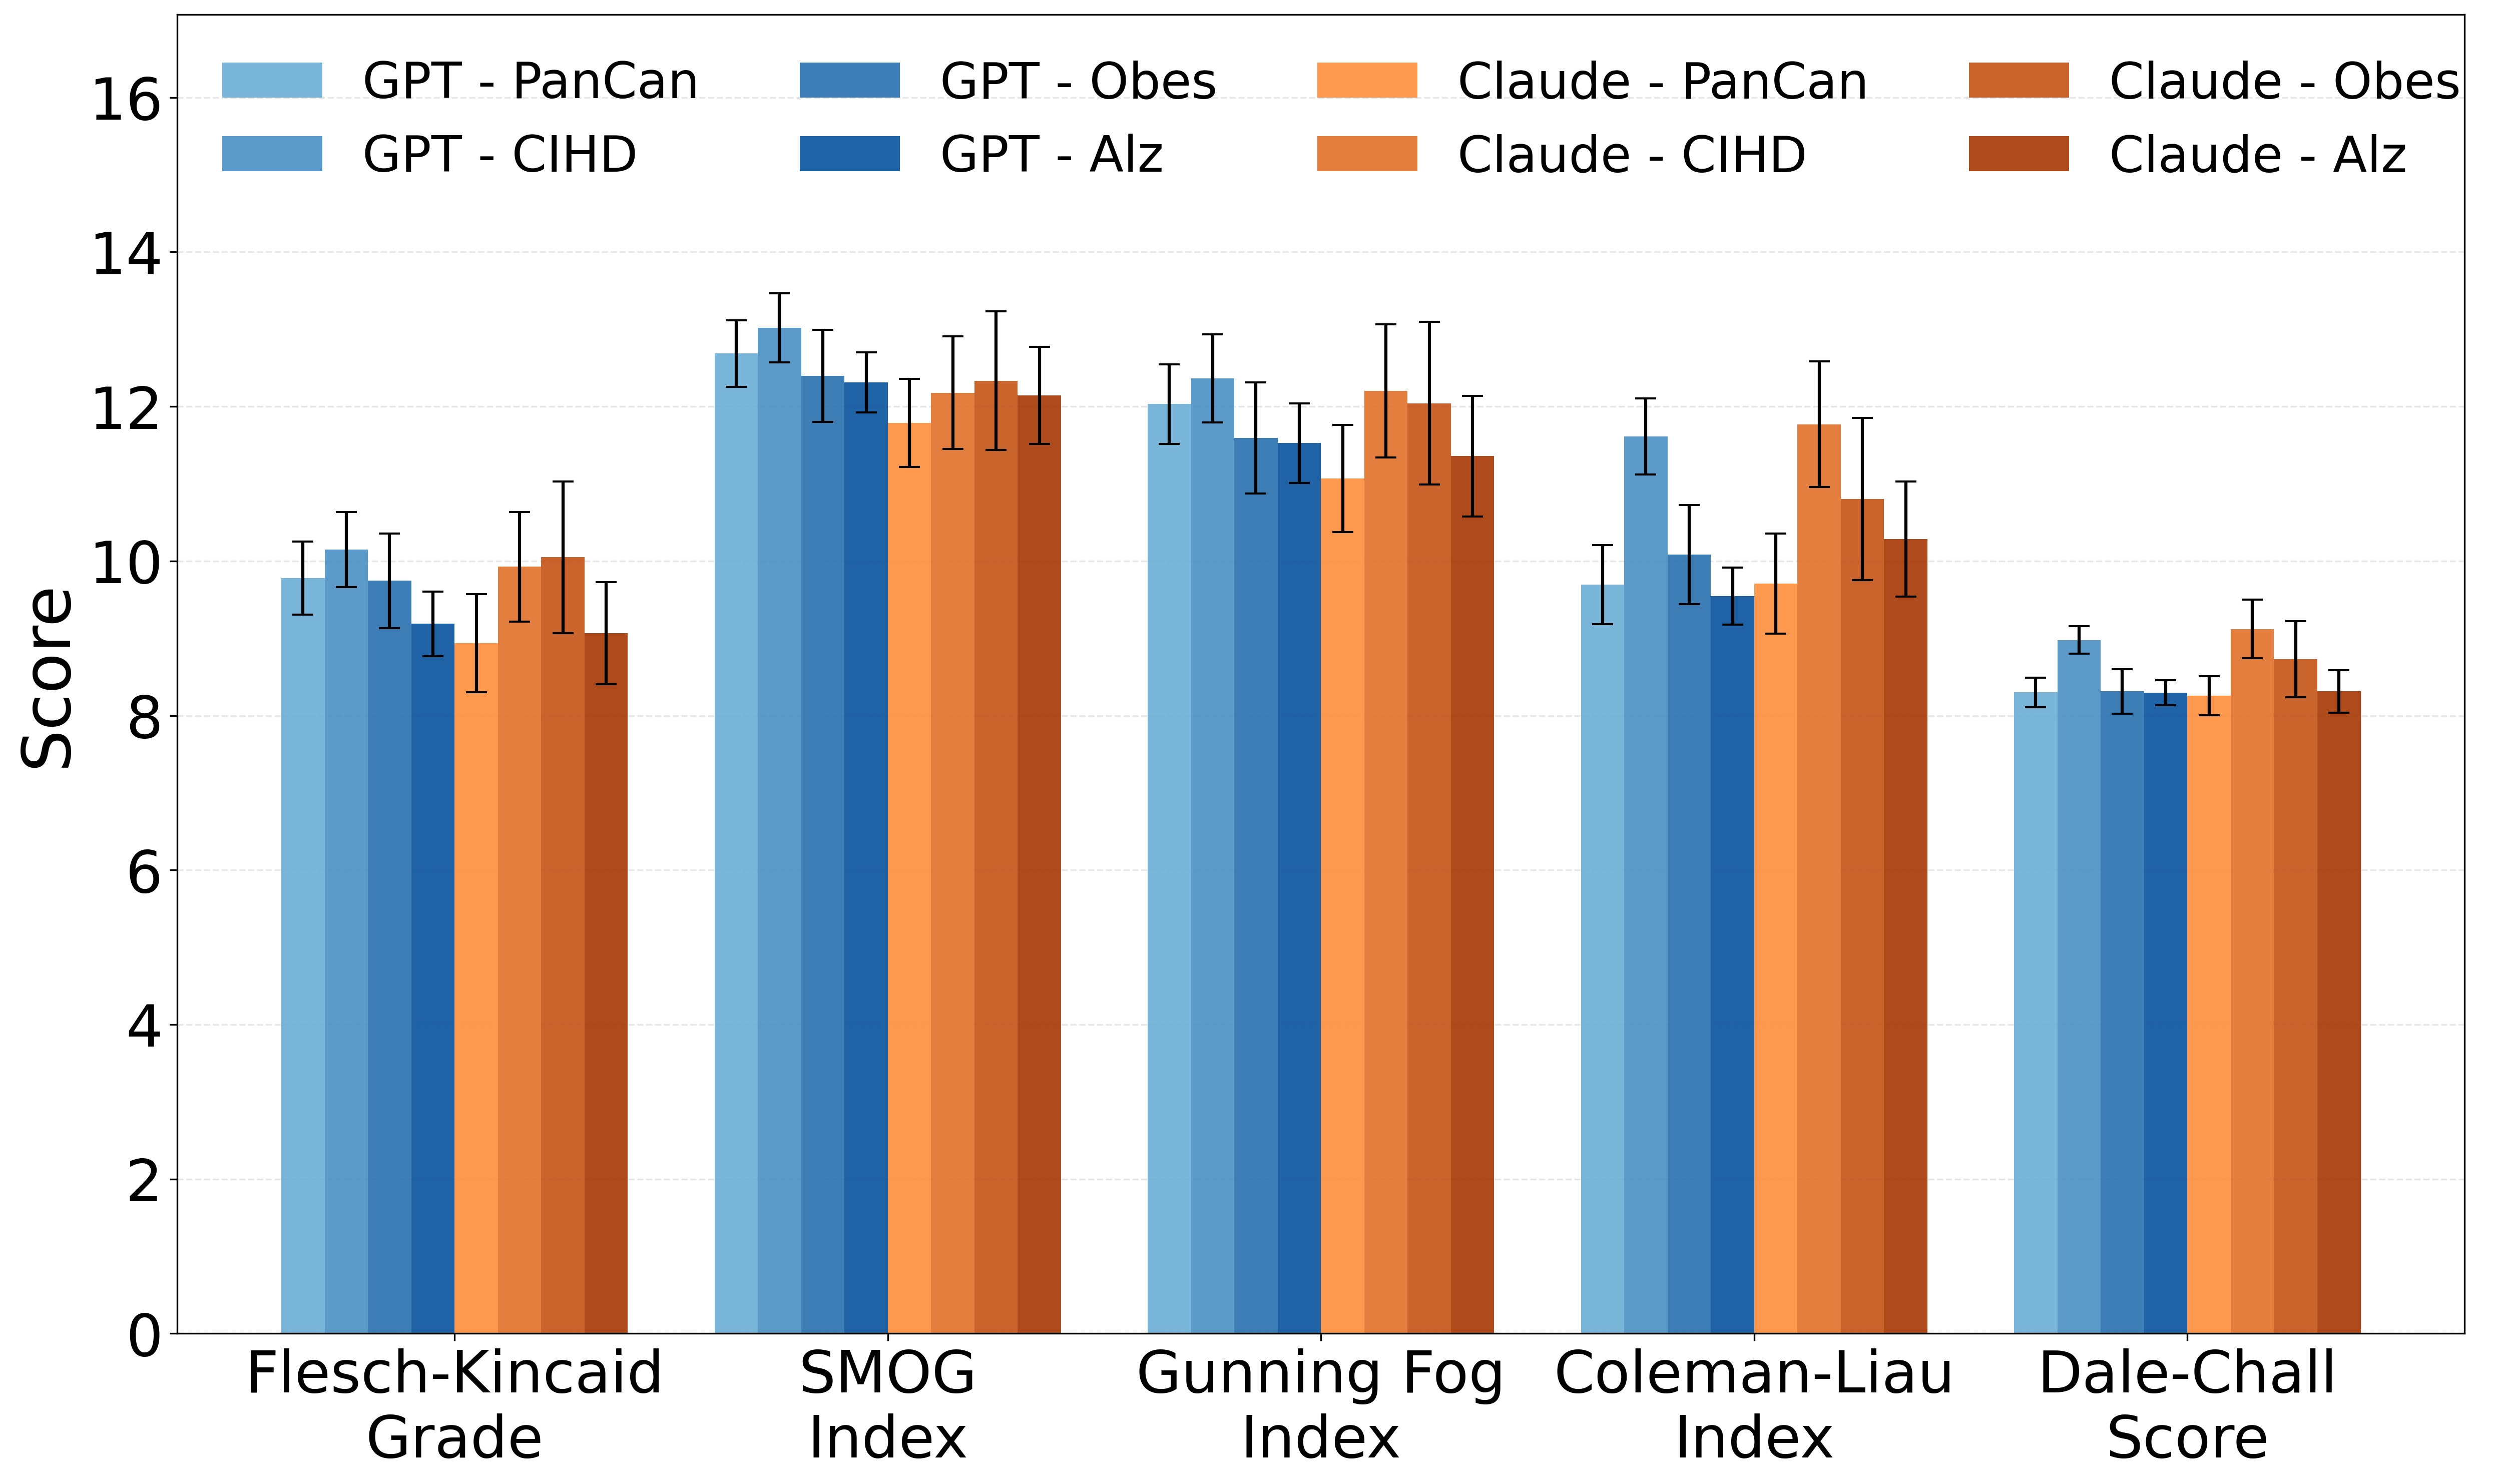 GPT - PanCan
GPT - CIHD
GPT - Obes
GPT - Alz
Claude - PanCan
Claude - CIHD
Claude - Obes
Claude - Alz
Score
16
14
12
10
8
6
4
2
0
Flesch-Kincaid
Grade
SMOG
Index
Gunning Fog
Index
Coleman-Liau
Index
Dale-Chall
Score